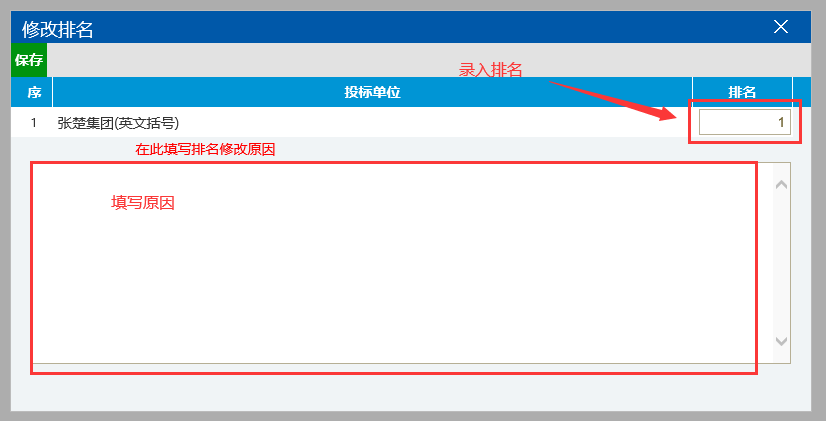 修改排名
保存
录入排名
序 投标单位 排名
1 张楚集团(英文括号) 1
在此填写排名修改原因
填写原因